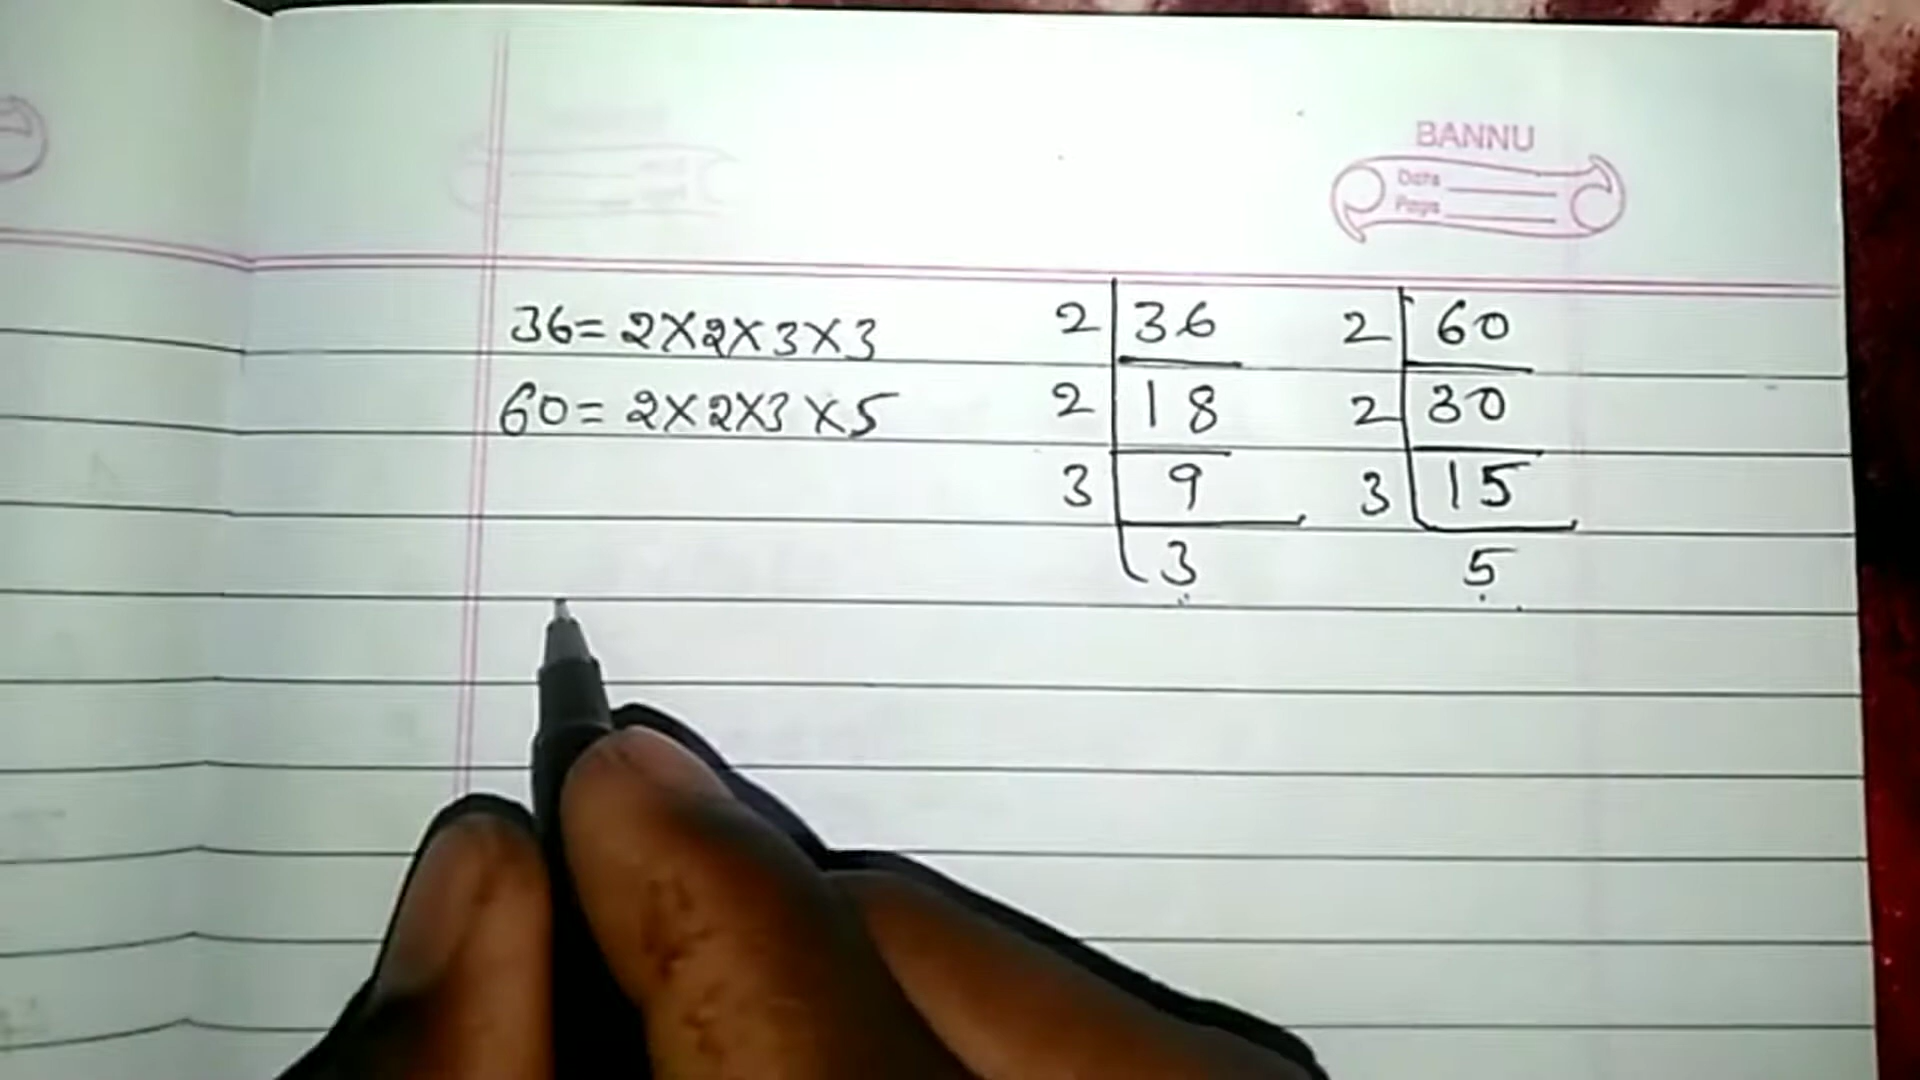 BANNU
Date
Page
36= 2×2×3×3
60= 2×2×3×5
2 36 2 60
2 18 2 30
3 9 3 15
3 5